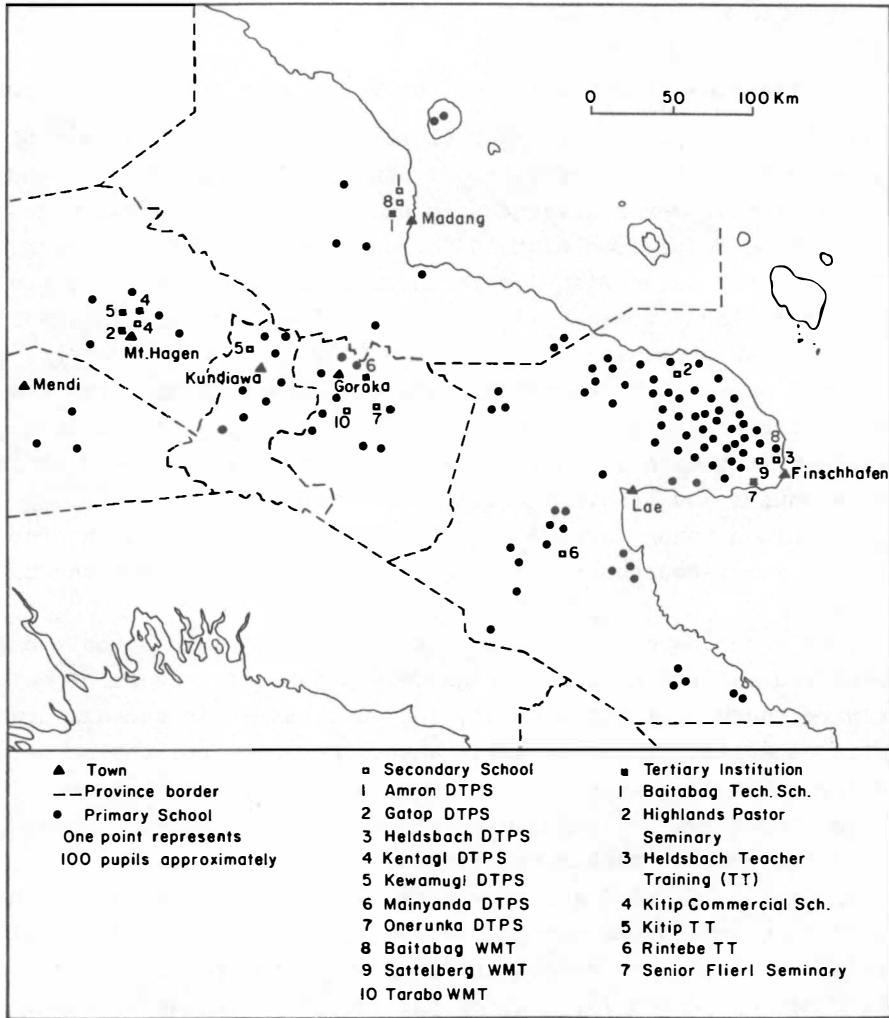 0 50 100 Km
1
8
Madang
1
5 4
4
2
Mt. Hagen
5
Kundiawa
6
Goroka
Mendi
10 7
2
8
3
9
Finschhafen
7
Lae
6
Town
Province border
Primary School
One point represents
100 pupils approximately
Secondary School
1 Amron DTPS
2 Gatop DTPS
3 Heldsbach DTPS
4 Kentagl DTPS
5 Kewamugl DTPS
6 Mainyanda DTPS
7 Onerunka DTPS
8 Baitabag WMT
9 Sattelberg WMT
10 Tarabo WMT
Tertiary Institution
1 Baitabag Tech. Sch.
2 Highlands Pastor
Seminary
3 Heldsbach Teacher
Training (TT)
4 Kitip Commercial Sch.
5 Kitip TT
6 Rintebe TT
7 Senior Flierl Seminary